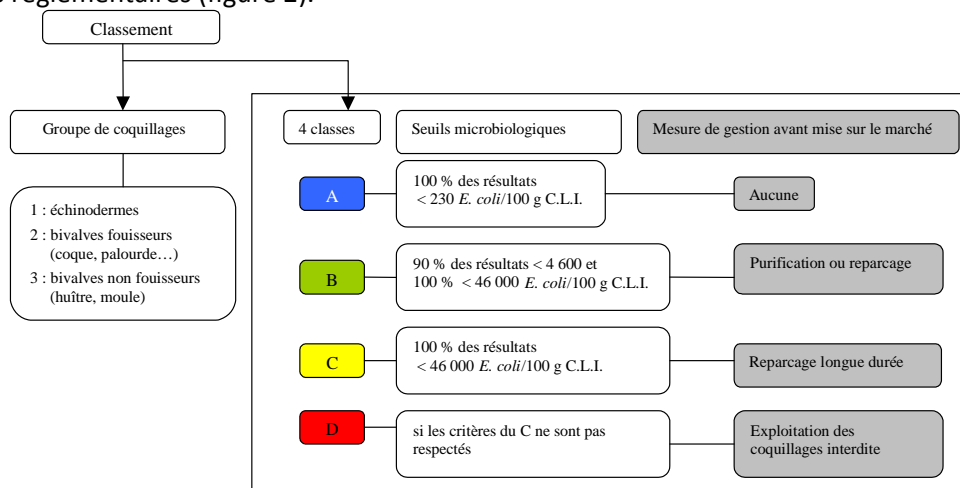 s réglementaires (figure 2).
Classement
Groupe de coquillages
4 classes
Seuils microbiologiques
Mesure de gestion avant mise sur le marché
1 : échinodermes
2 : bivalves fouisseurs
(coque, palourde…)
3 : bivalves non fouisseurs
(huître, moule)
A
100 % des résultats
< 230 E. coli/100 g C.L.I.
Aucune
B
90 % des résultats < 4 600 et
100 % < 46 000 E. coli/100 g C.L.I.
Purification ou reparcage
C
100 % des résultats
< 46 000 E. coli/100 g C.L.I.
Reparcage longue durée
D
si les critères du C ne sont pas
respectés
Exploitation des
coquillages interdite